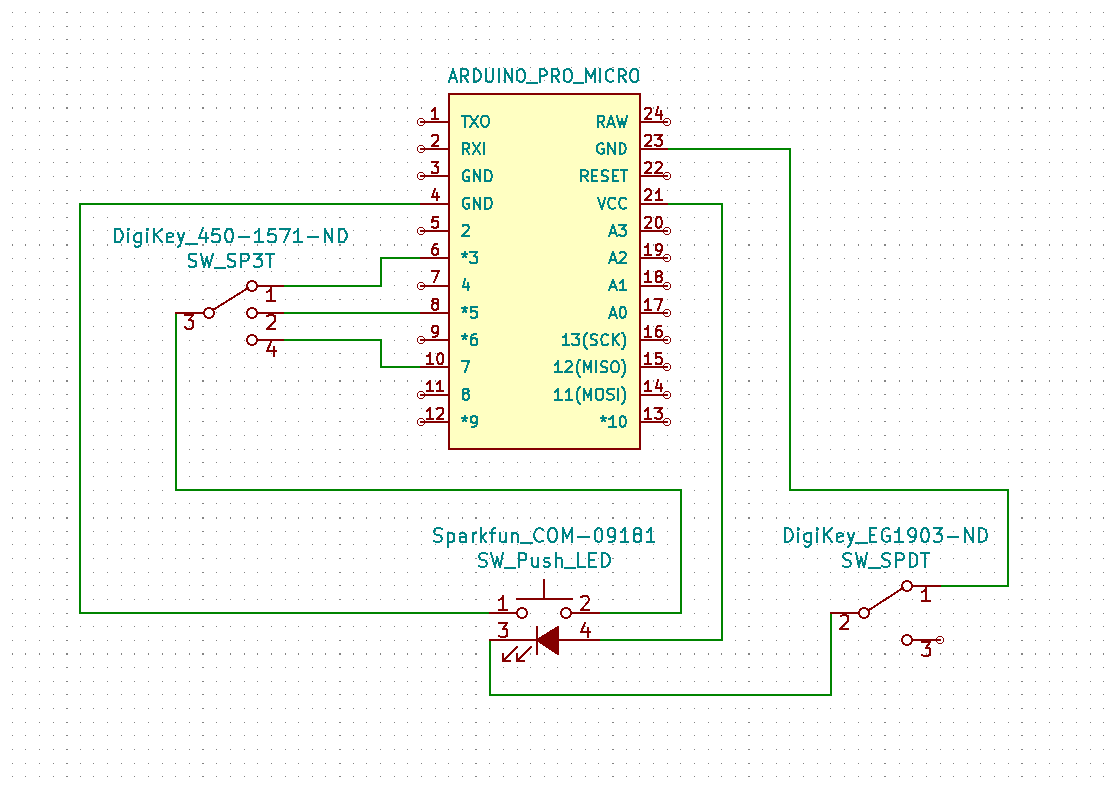 ARDUINO_PRO_MICRO
1 TXO RAW 24
2 RXI GND 23
3 GND RESET 22
4 GND VCC 21
5 2 A3 20
6 *3 A2 19
7 4 A1 18
8 *5 A0 17
9 *6 13(SCK) 16
10 7 12(MISO) 15
11 8 11(MOSI) 14
12 *9 *10 13
DigiKey_450-1571-ND
SW_SP3T
1
3 2
4
Sparkfun_COM-09181
SW_Push_LED
1 2
3 4
DigiKey_EG1903-ND
SW_SPDT
1
2
3